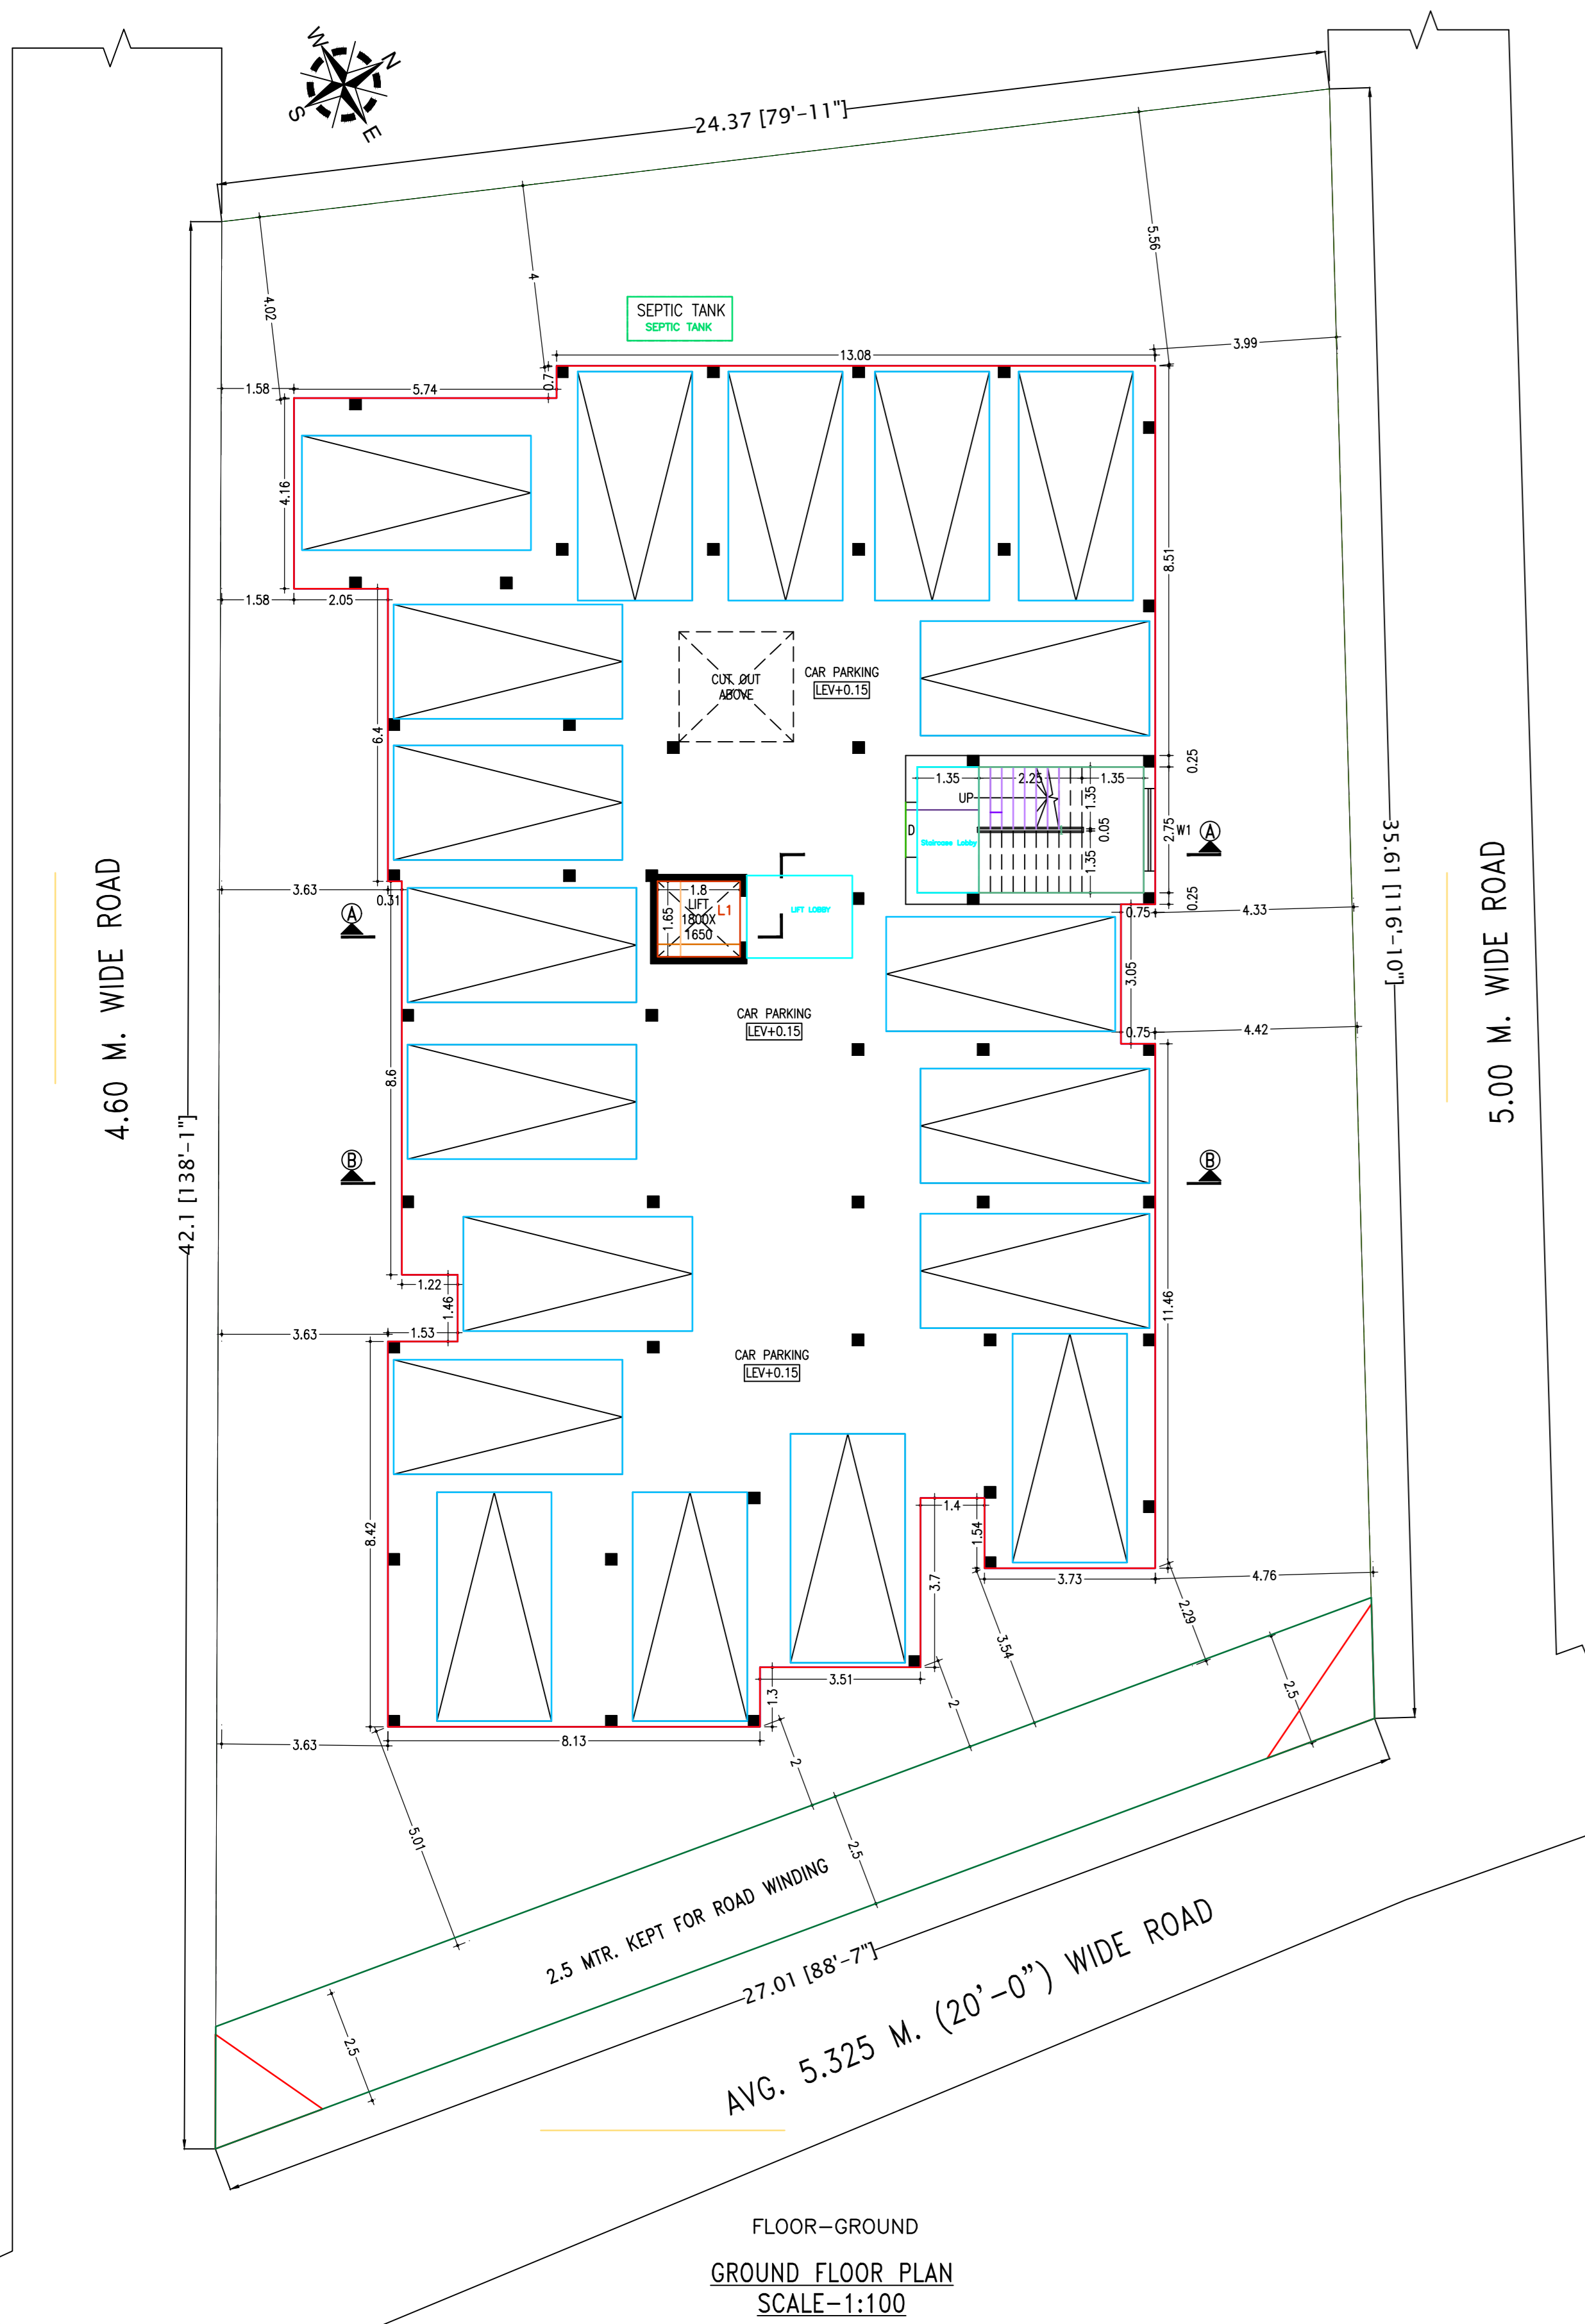 W
N
S
E
24.37 [79'-11"]
5.56
4
4.02
SEPTIC TANK
SEPTIC TANK
3.99
13.08
1.58
5.74
0.7
4.16
8.51
1.58
2.05
CUT OUT
ABOVE
CAR PARKING
LEV+0.15
6.4
0.25
1.35
2.25
1.35
UP
1.35
D
0.05
2.75
W1
A
Staircase Lobby
1.35
35.61 [116'-10"]
4.60 M. WIDE ROAD
5.00 M. WIDE ROAD
3.63
0.31
1.8
LIFT
1800X
1650
L1
1.65
LIFT LOBBY
0.25
0.75
4.33
A
3.05
CAR PARKING
LEV+0.15
0.75
4.42
8.6
42.1 [138'-1"]
B
B
1.22
1.46
11.46
3.63
1.53
CAR PARKING
LEV+0.15
8.42
1.4
1.54
3.7
3.73
4.76
2.29
3.54
3.51
1.3
2
2.5
3.63
8.13
2
5.01
2.5
2.5 MTR. KEPT FOR ROAD WINDING
27.01 [88'-7"]
2.5
AVG. 5.325 M. (20'-0") WIDE ROAD
FLOOR-GROUND
GROUND FLOOR PLAN
SCALE-1:100